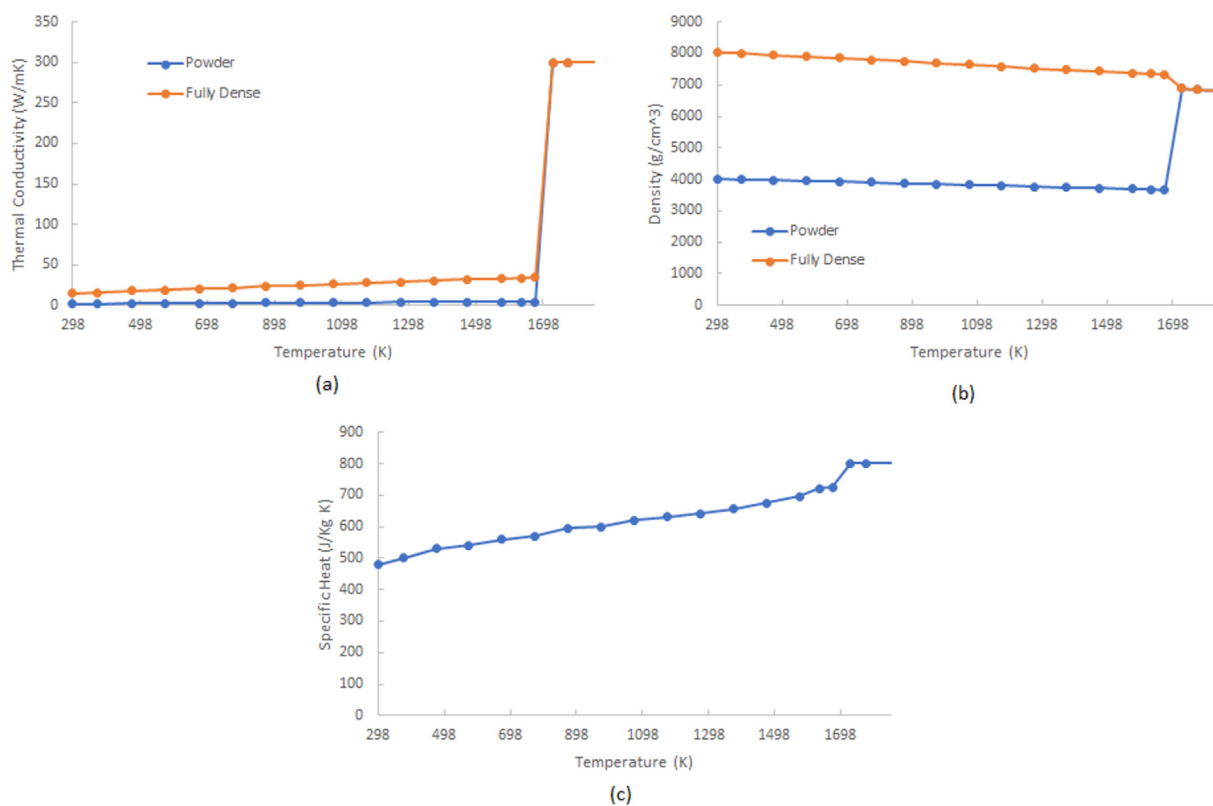 350
300
250
200
150
100
50
0
Thermal Conductivity (W/mK)
Powder
Fully Dense
298 498 698 898 1098 1298 1498 1698
Temperature (K)
(a)
9000
8000
7000
6000
5000
4000
3000
2000
1000
0
Density (g/cm^3)
Powder
Fully Dense
298 498 698 898 1098 1298 1498 1698
Temperature (K)
(b)
900
800
700
600
500
400
300
200
100
0
Specific Heat (J/Kg K)
298 498 698 898 1098 1298 1498 1698
Temperature (K)
(c)